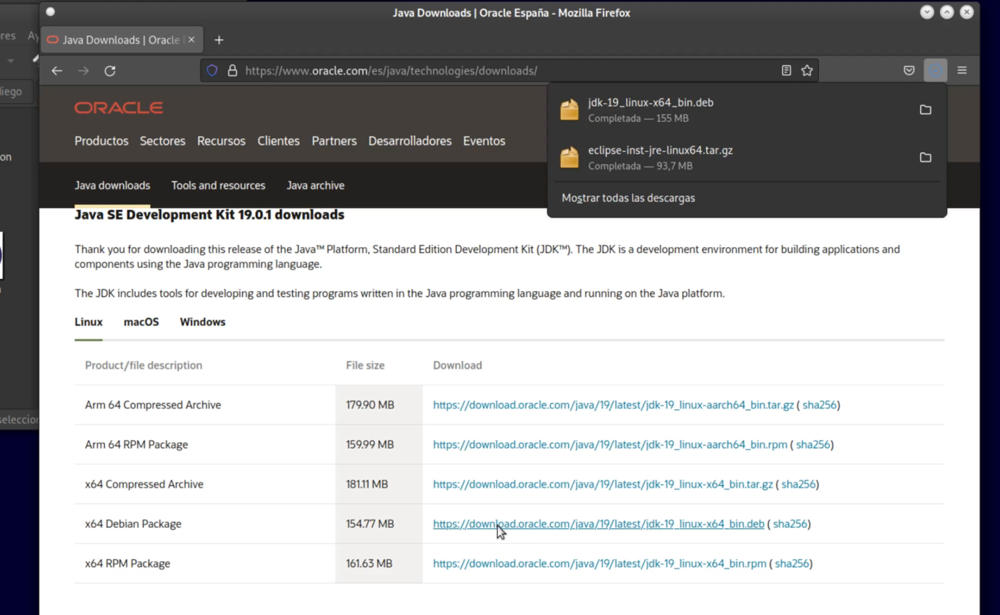 Java Downloads | Oracle España - Mozilla Firefox
Java Downloads | Oracle
https://www.oracle.com/es/java/technologies/downloads/
ORACLE
Productos Sectores Recursos Clientes Partners Desarrolladores Eventos
jdk-19_linux-x64_bin.deb
Completada — 155 MB
eclipse-inst-jre-linux64.tar.gz
Completada — 93,7 MB
Mostrar todas las descargas
Java downloads Tools and resources Java archive
Java SE Development Kit 19.0.1 downloads
Thank you for downloading this release of the Java™ Platform, Standard Edition Development Kit (JDK™). The JDK is a development environment for building applications and
components using the Java programming language.
The JDK includes tools for developing and testing programs written in the Java programming language and running on the Java platform.
Linux macOS Windows
Product/file description File size Download
Arm 64 Compressed Archive 179.90 MB https://download.oracle.com/java/19/latest/jdk-19_linux-aarch64_bin.tar.gz ( sha256)
Arm 64 RPM Package 159.99 MB https://download.oracle.com/java/19/latest/jdk-19_linux-aarch64_bin.rpm ( sha256)
x64 Compressed Archive 181.11 MB https://download.oracle.com/java/19/latest/jdk-19_linux-x64_bin.tar.gz ( sha256)
x64 Debian Package 154.77 MB https://download.oracle.com/java/19/latest/jdk-19_linux-x64_bin.deb ( sha256)
x64 RPM Package 161.63 MB https://download.oracle.com/java/19/latest/jdk-19_linux-x64_bin.rpm ( sha256)